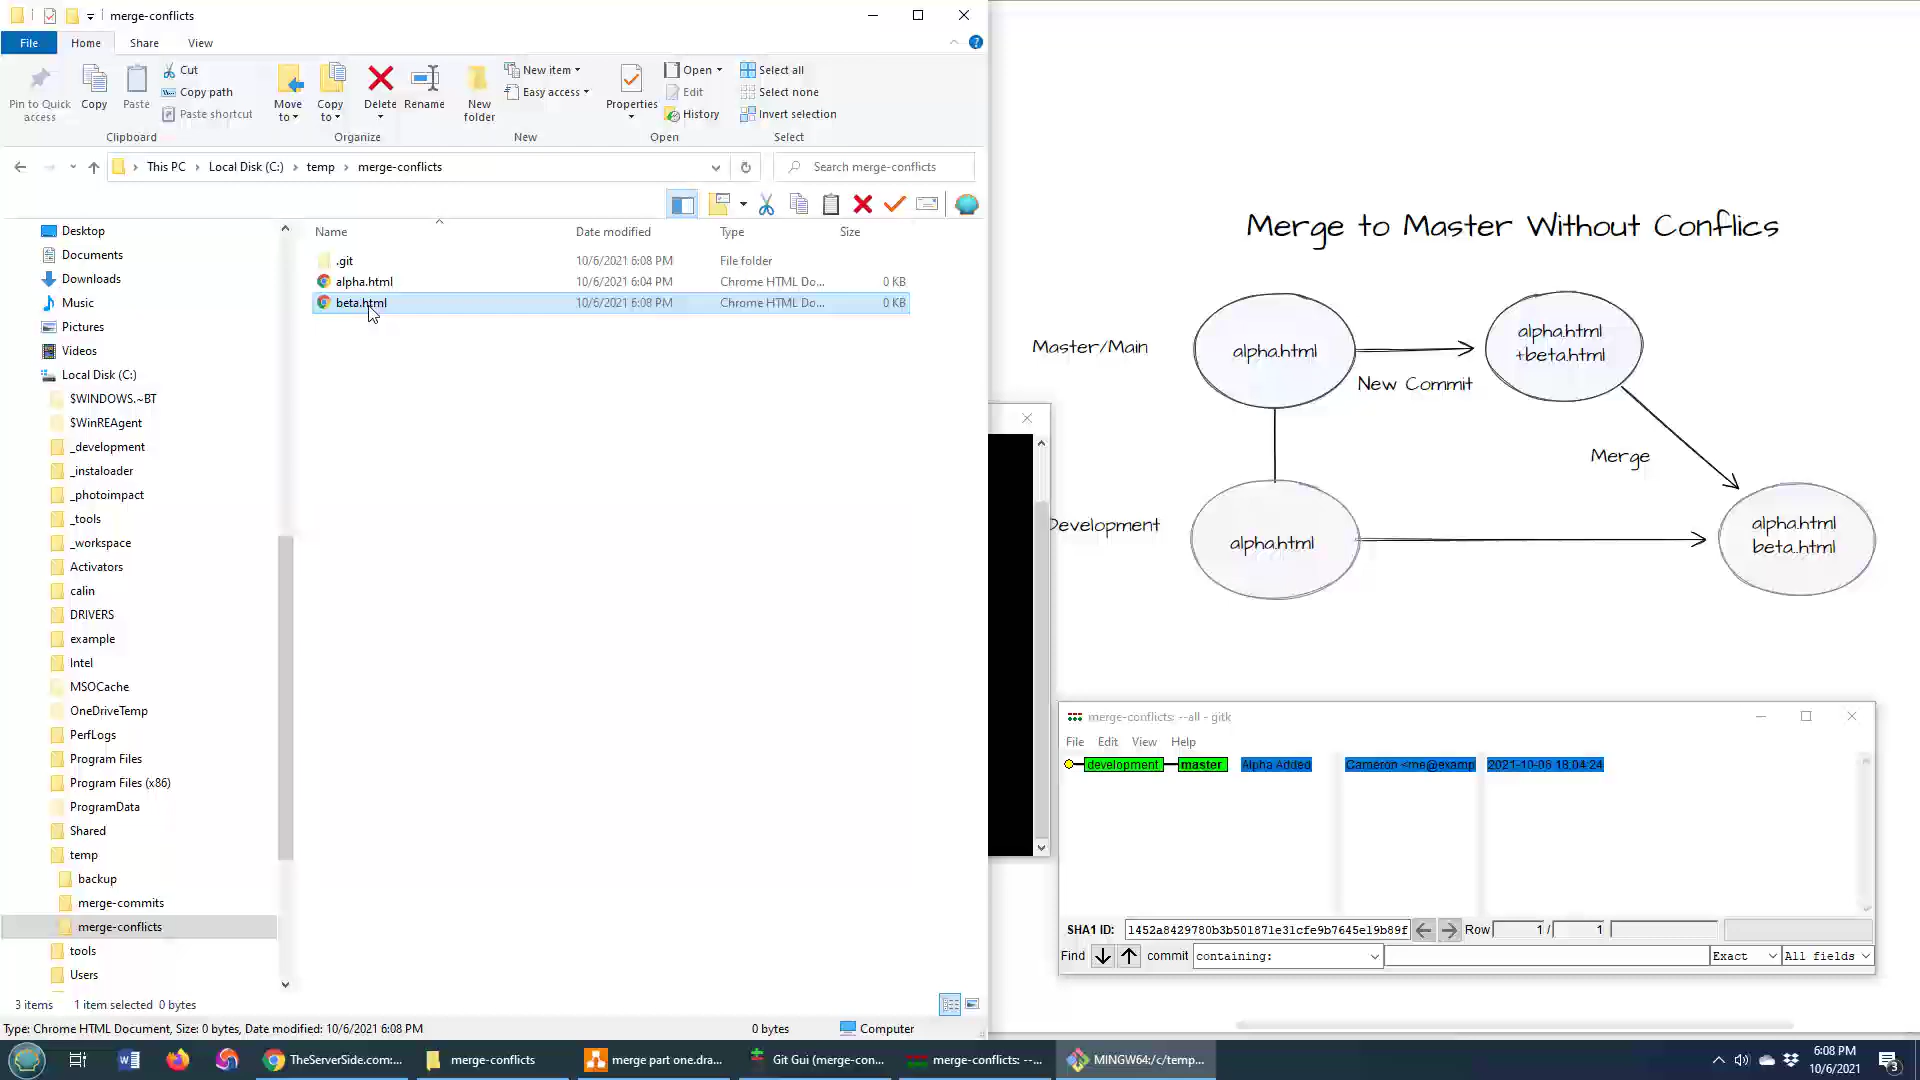 merge-conflicts
File
Home
Share
View
Pin to Quick access
Copy
Paste
Cut
Copy path
Paste shortcut
Clipboard
Move to
Copy to
Delete
Rename
Organize
New folder
New item
Easy access
New
Properties
Open
Edit
History
Open
Select all
Select none
Invert selection
Select
This PC
Local Disk (C:)
temp
merge-conflicts
Search merge-conflicts
Name
Date modified
Type
Size
.git 10/6/2021 6:08 PM File folder
alpha.html 10/6/2021 6:04 PM Chrome HTML Do... 0 KB
beta.html 10/6/2021 6:08 PM Chrome HTML Do... 0 KB
Desktop
Documents
Downloads
Music
Pictures
Videos
Local Disk (C:)
$WINDOWS.~BT
$WinREAgent
_development
_instaloader
_photoimpact
_tools
_workspace
Activators
calin
DRIVERS
example
Intel
MSOCache
OneDriveTemp
PerfLogs
Program Files
Program Files (x86)
ProgramData
Shared
temp
backup
merge-commits
merge-conflicts
tools
Users
3 items 1 item selected 0 bytes
Type: Chrome HTML Document, Size: 0 bytes, Date modified: 10/6/2021 6:08 PM
0 bytes
Computer
Merge to Master Without Conflics
Master/Main
alpha.html
New Commit
alpha.html
+beta.html
Merge
Development
alpha.html
alpha.html
beta..html
merge-conflicts: --all - gitk
File Edit View Help
development master Alpha Added
Cameron <me@examp
2021-10-06 18:04:24
SHA1 ID: 1452a8429780b3b501871e31cfe9b7645e19b89f
Row 1 / 1
Find commit containing:
Exact
All fields
TheServerSide.com:...
merge-conflicts
merge part one.dra...
Git Gui (merge-con...
merge-conflicts: --...
MINGW64:/c/temp...
6:08 PM
10/6/2021
3